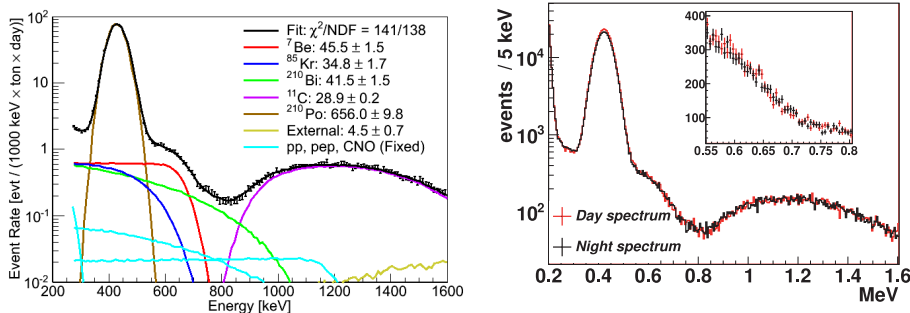 Event Rate [evt / (1000 keV × ton × day)]
10²
10
1
10⁻¹
10⁻²
Fit: χ²/NDF = 141/138
⁷Be: 45.5 ± 1.5
⁸⁵Kr: 34.8 ± 1.7
²¹⁰Bi: 41.5 ± 1.5
¹¹C: 28.9 ± 0.2
²¹⁰Po: 656.0 ± 9.8
External: 4.5 ± 0.7
pp, pep, CNO (Fixed)
200 400 600 800 1000 1200 1400 1600
Energy [keV]
events / 5 keV
10⁴
10³
10²
400
300
200
100
0
0.55 0.6 0.65 0.7 0.75 0.8
Day spectrum
Night spectrum
0.2 0.4 0.6 0.8 1 1.2 1.4 1.6
MeV